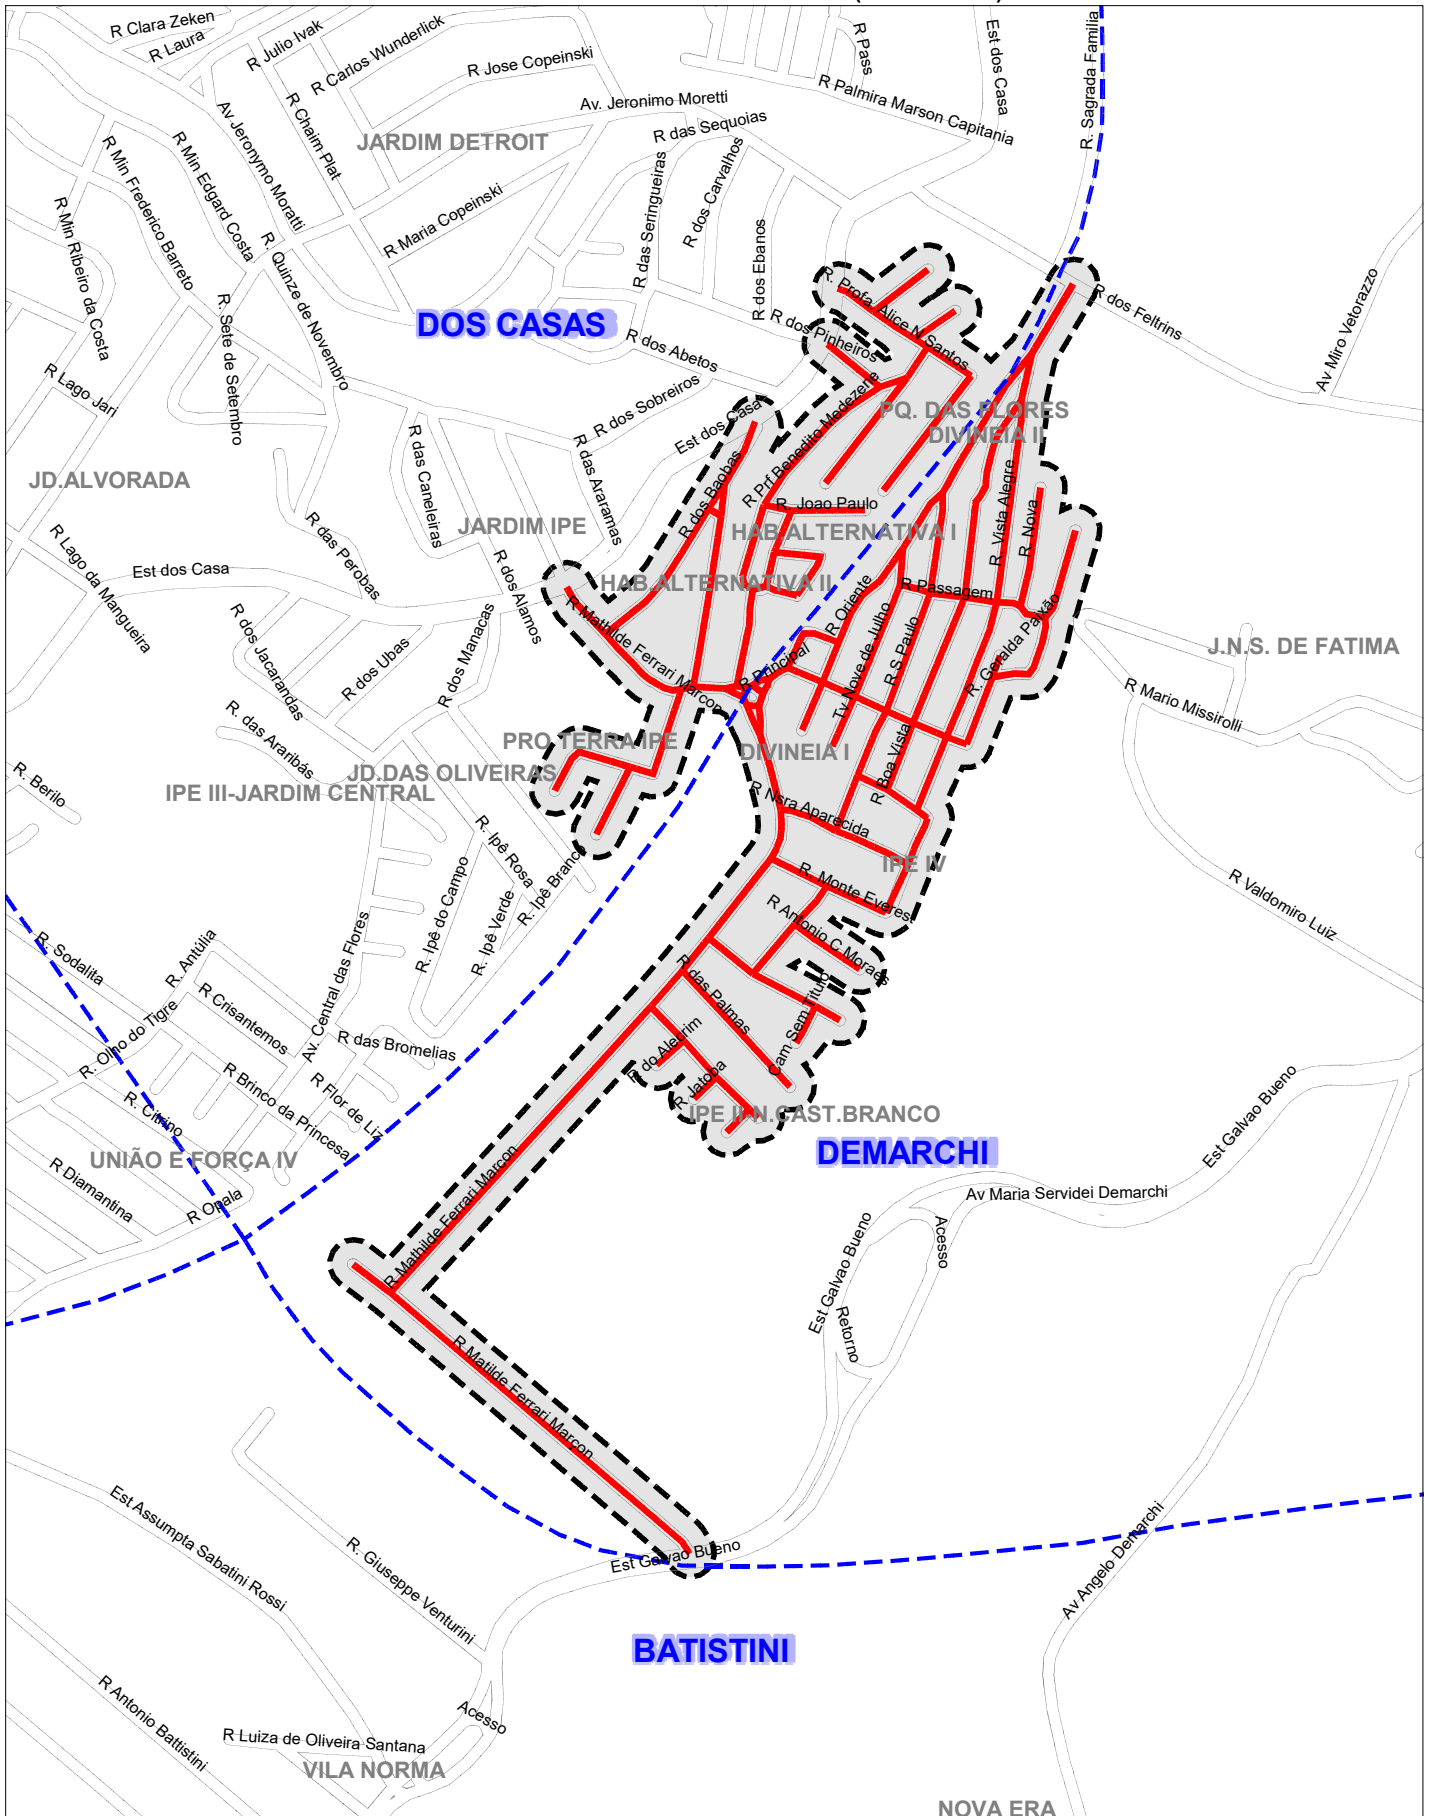 R Clara Zeken
R Laura
R Julio Ivak
R Carlos Wunderlick
R Jose Copeinski
R Pass
Est dos Casa
R. Sagrada Familia
R Palmira Marson Capitania
Av. Jeronimo Moretti
R das Sequoias
R Chaim Plat
Av Jeronymo Moratti
JARDIM DETROIT
R Min Edgard Costa
R Min Frederico Barreto
R dos Carvalhos
R das Seringueiras
R Maria Copeinski
R Min Ribeiro da Costa
R. Quinze de Novembro
R dos Ebanos
R. Profa. Alice N Santos
R dos Feltrins
Av Miro Vetorazzo
DOS CASAS
R dos Pinheiros
R dos Abetos
R. Sete de Setembro
R Lago Jari
R dos Sobreiros
Est dos Casa
R Prf Benedito Medezerie
PQ. DAS FLORES
DIVINEIA II
R das Caneleiras
R das Araramas
R dos Baobas
JD.ALVORADA
R. Vista Alegre
R. Nova
R. Joao Paulo
JARDIM IPE
HAB.ALTERNATIVA I
R das Perobas
R Lago da Mangueira
Est dos Casa
R dos Alamos
HAB.ALTERNATIVA II
R Passagem
R Oriente
R Mathilde Ferrari Marcon
R dos Jacarandas
R dos Manacas
R dos Ubas
Tv Nove de Julho
R.S.Paulo
R. Geralda Paixão
J.N.S. DE FATIMA
R Principal
R Mario Missirolli
R. das Araribás
PRO.TERRA IPE
DIVINEIA I
R Boa Vista
R. Berilo
JD.DAS OLIVEIRAS
IPE III-JARDIM CENTRAL
R Nsra Aparecida
R. Ipê Rosa
R. Ipê Branco
IPE IV
R. Monte Everest
R Valdomiro Luiz
R. Ipê do Campo
R. Ipê Verde
Av. Central das Flores
R Antonio C Moraes
R. Sodalita
R. Antúlia
R Crisantemos
R das Palmas
Cam Sem Titulo
R. Olho do Tigre
R das Bromelias
R do Alecrim
R. Jatoba
R Brinco da Princesa
R Flor de Liz
R. Citrino
IPE II-N.CAST.BRANCO
DEMARCHI
Est Galvao Bueno
UNIÃO E FORÇA IV
R Diamantina
R Opala
R Mathilde Ferrari Marcon
Av Maria Servidei Demarchi
Acesso
Est Galvao Bueno
Retorno
R Matilde Ferrari Marcon
Est Assumpta Sabatini Rossi
R. Giuseppe Venturini
Est Galvao Bueno
Av Angelo Demarchi
BATISTINI
R Antonio Battistini
Acesso
R Luiza de Oliveira Santana
VILA NORMA
NOVA ERA